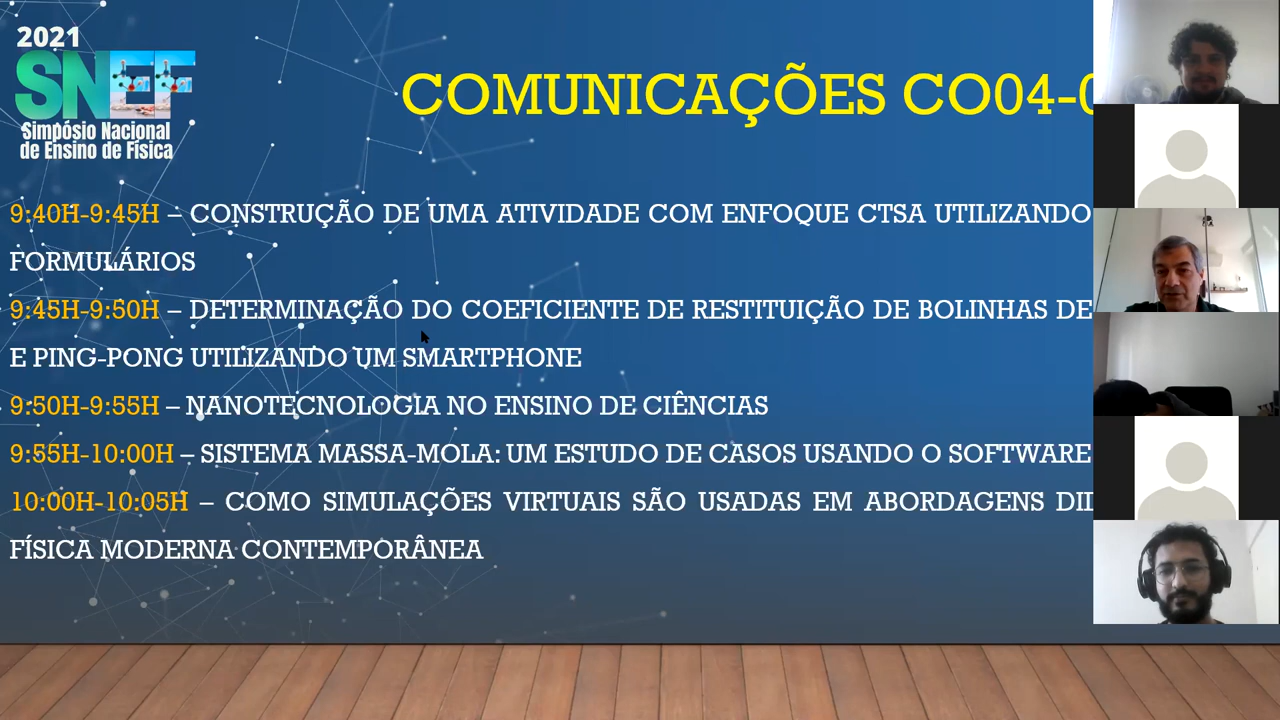 2021
SNEF
Simpósio Nacional
de Ensino de Física
COMUNICAÇÕES CO04-0
9:40H-9:45H – CONSTRUÇÃO DE UMA ATIVIDADE COM ENFOQUE CTSA UTILIZANDO
FORMULÁRIOS
9:45H-9:50H – DETERMINAÇÃO DO COEFICIENTE DE RESTITUIÇÃO DE BOLINHAS DE
E PING-PONG UTILIZANDO UM SMARTPHONE
9:50H-9:55H – NANOTECNOLOGIA NO ENSINO DE CIÊNCIAS
9:55H-10:00H – SISTEMA MASSA-MOLA: UM ESTUDO DE CASOS USANDO O SOFTWARE
10:00H-10:05H – COMO SIMULAÇÕES VIRTUAIS SÃO USADAS EM ABORDAGENS
FÍSICA MODERNA CONTEMPORÂNEA